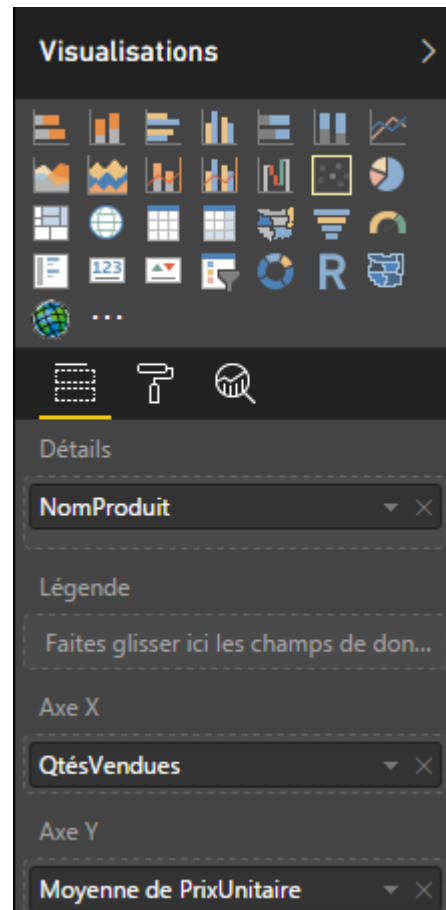 Visualisations
123
R
Détails
NomProduit
Légende
Faites glisser ici les champs de don...
Axe X
QtésVendues
Axe Y
Moyenne de PrixUnitaire